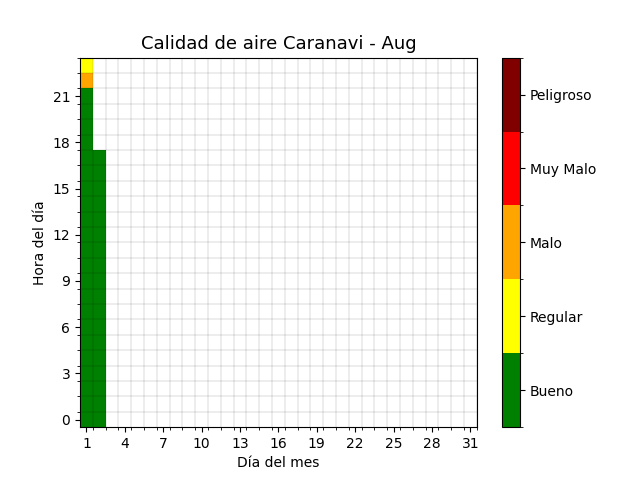 Calidad de aire Caranavi - Aug
Hora del día
21
18
15
12
9
6
3
0
1 4 7 10 13 16 19 22 25 28 31
Día del mes
Peligroso
Muy Malo
Malo
Regular
Bueno